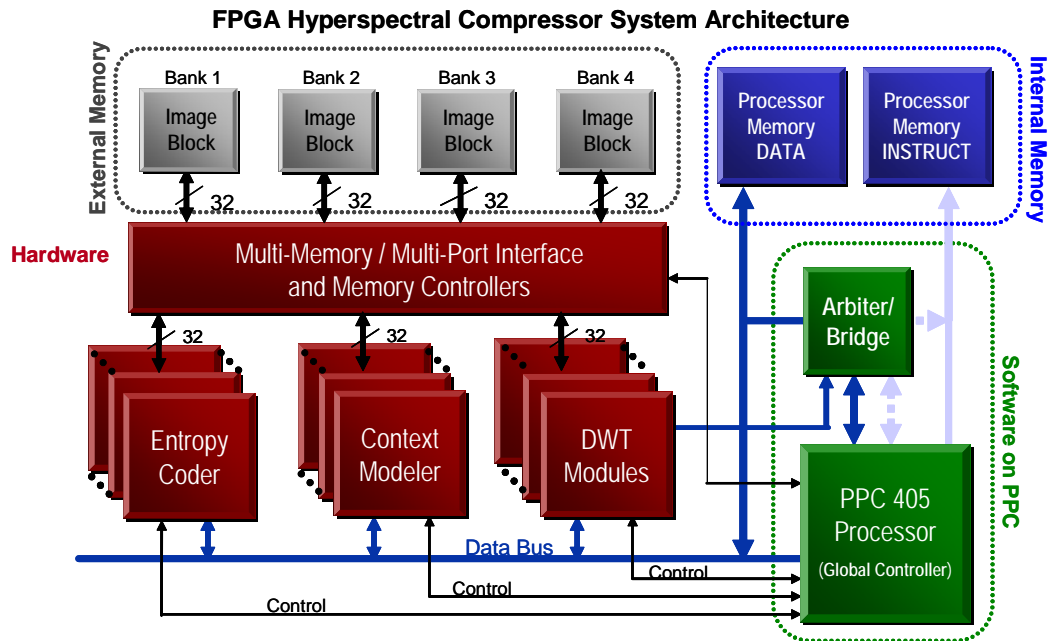 FPGA Hyperspectral Compressor System Architecture
External Memory
Bank 1
Bank 2
Bank 3
Bank 4
Image
Block
Image
Block
Image
Block
Image
Block
32
32
32
32
Internal Memory
Processor
Memory
DATA
Processor
Memory
INSTRUCT
Hardware
Multi-Memory / Multi-Port Interface
and Memory Controllers
32
32
32
Software on PPC
Arbiter/
Bridge
Entropy
Coder
Context
Modeler
DWT
Modules
PPC 405
Processor
(Global Controller)
Data Bus
Control
Control
Control